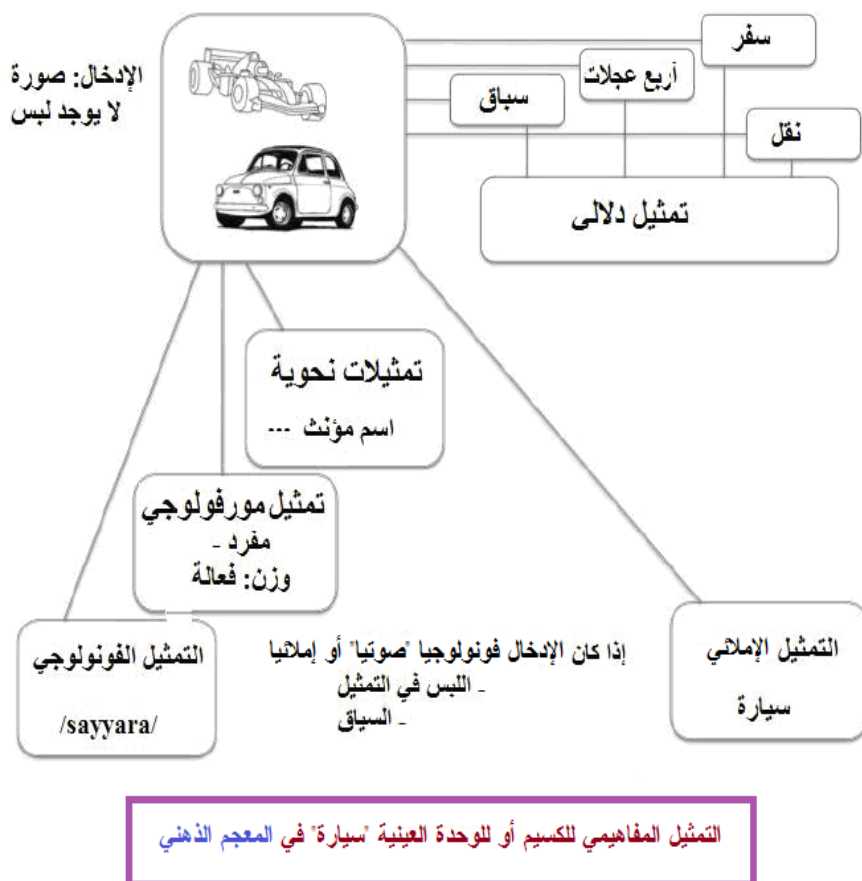 الإدخال: صورة
لا يوجد لبس
سفر
أربع عجلات
سباق
نقل
تمثيل دلالى
تمثيلات نحوية
اسم مؤنث ---
تمثيل مورفولوجي
مفرد -
وزن: فعالة
التمثيل الفونولوجي
/sayyara/
إذا كان الإدخال فونولوجيا "صوتيا" أو إملائيا
- اللبس في التمثيل
- السياق
التمثيل الإملائي
سيارة
التمثيل المفاهيمي للكسيم أو للوحدة العينية "سيارة" في المعجم الذهني